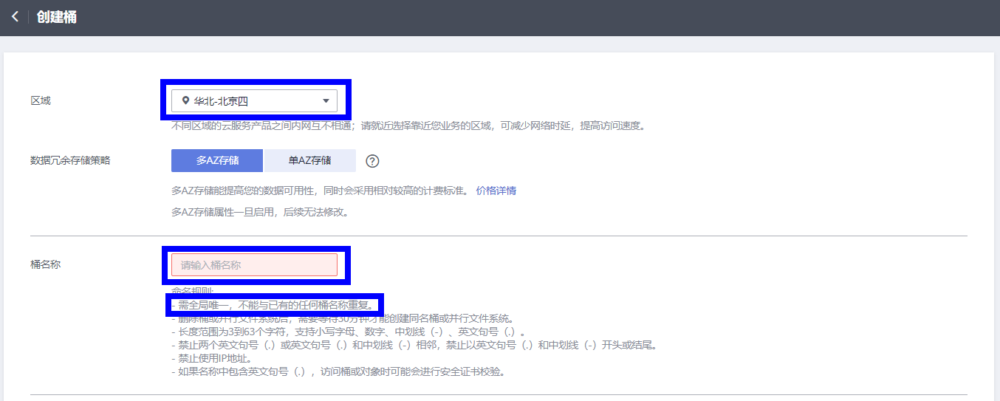 创建桶
区域
华北-北京四
不同区域的云服务产品之间内网互不相通；请就近选择靠近您业务的区域，可减少网络时延，提高访问速度。
数据冗余存储策略
多AZ存储 单AZ存储 ?
多AZ存储能提高您的数据可用性，同时会采用相对较高的计费标准。 价格详情
多AZ存储属性一旦启用，后续无法修改。
桶名称
请输入桶名称
命名规则:
- 需全局唯一，不能与已有的任何桶名称重复。
- 删除桶或并行文件系统后，需要等待30分钟才能创建同名桶或并行文件系统。
- 长度范围为3到63个字符，支持小写字母、数字、中划线（-）、英文句号（.）。
- 禁止两个英文句号（.）或英文句号（.）和中划线（-）相邻，禁止以英文句号（.）和中划线（-）开头或结尾。
- 禁止使用IP地址。
- 如果名称中包含英文句号（.），访问桶或对象时可能会进行安全证书校验。